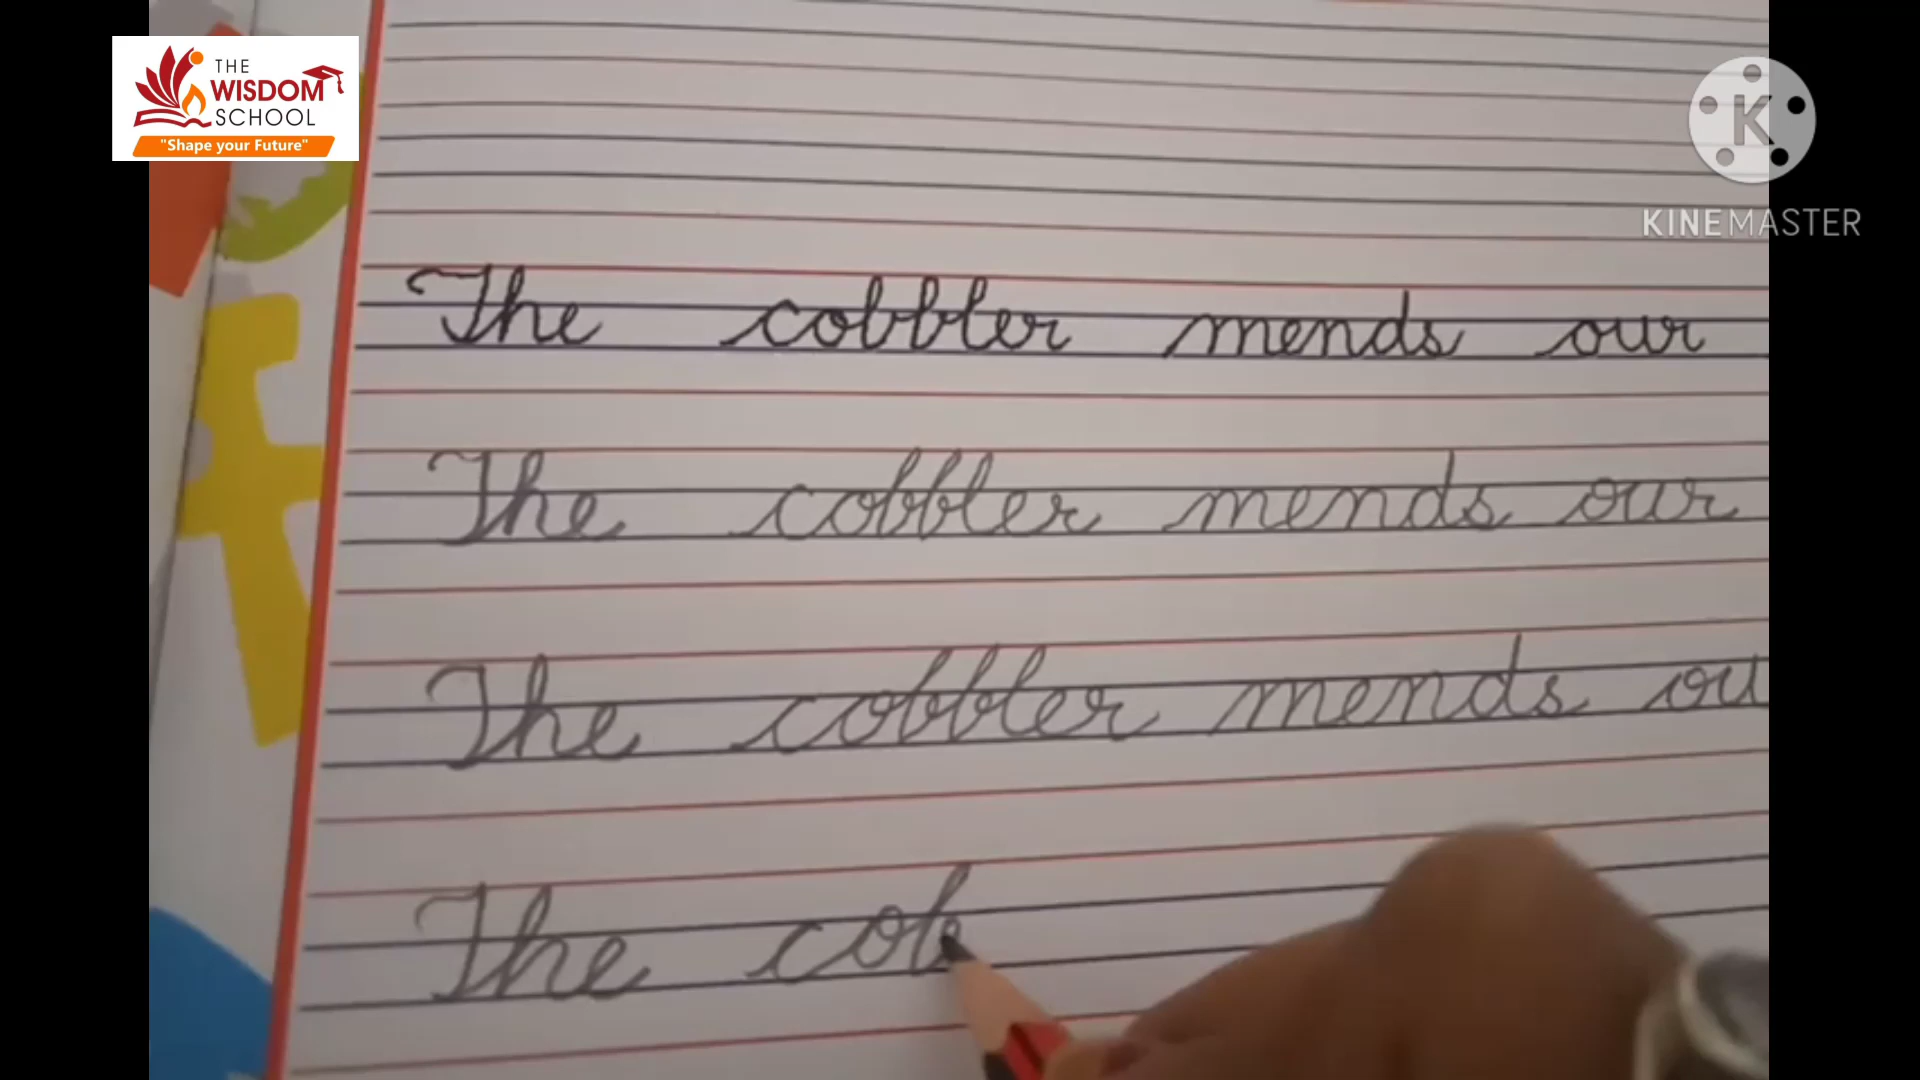 THE
WISDOM
SCHOOL
"Shape your Future"
K
KINEMASTER
The cobbler mends our
The cobbler mends our
The cobbler mends ou
The cob